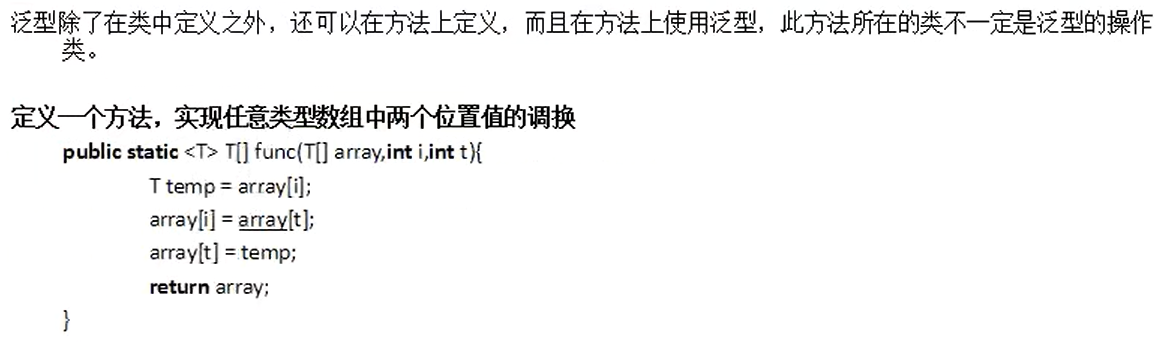 泛型除了在类中定义之外，还可以在方法上定义，而且在方法上使用泛型，此方法所在的类不一定是泛型的操作
类。
定义一个方法，实现任意类型数组中两个位置值的调换
public static <T> T[] func(T[] array,int i,int t){
T temp = array[i];
array[i] = array[t];
array[t] = temp;
return array;
}